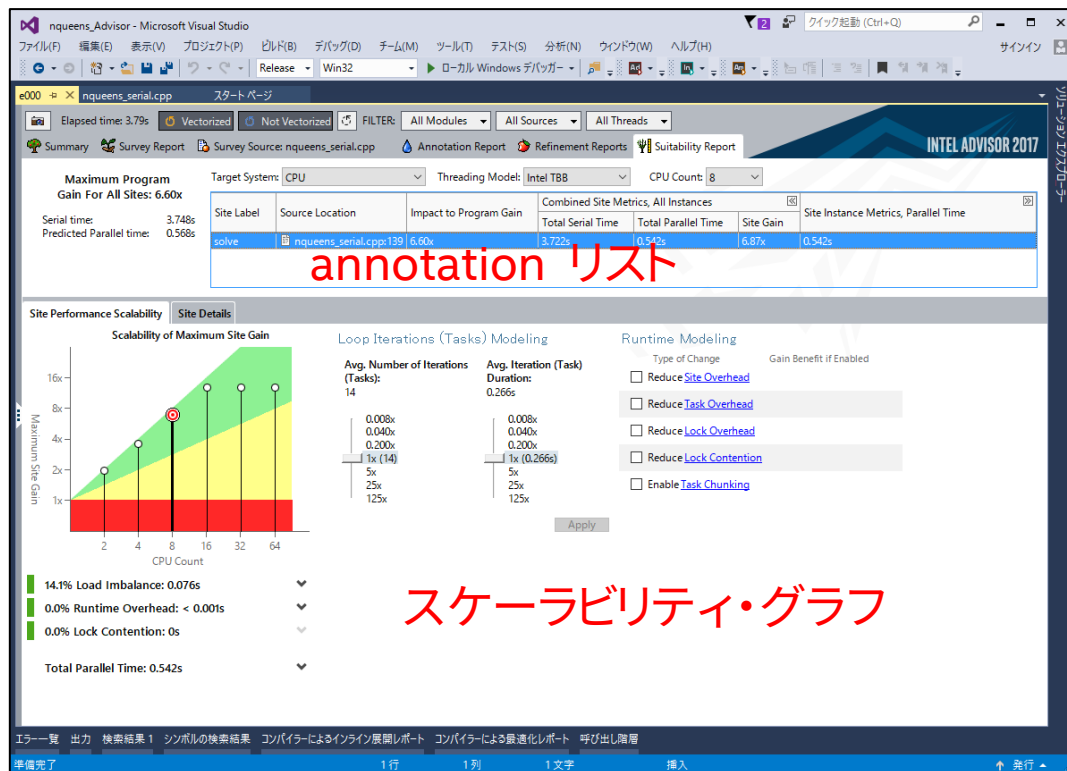 nqueens_Advisor - Microsoft Visual Studio
2
クイック起動 (Ctrl+Q)
ファイル(F) 編集(E) 表示(V) プロジェクト(P) ビルド(B) デバッグ(D) チーム(M) ツール(T) テスト(S) 分析(N) ウィンドウ(W) ヘルプ(H)
サインイン
Release Win32 ローカル Windows デバッガー
e000 nqueens_serial.cpp スタート ページ
ソリューション エクスプローラー
Elapsed time: 3.79s Vectorized Not Vectorized FILTER: All Modules All Sources All Threads
Summary Survey Report Survey Source: nqueens_serial.cpp Annotation Report Refinement Reports Suitability Report
INTEL ADVISOR 2017
Maximum Program
Gain For All Sites: 6.60x
Serial time: 3.748s
Predicted Parallel time: 0.568s
Target System: CPU Threading Model: Intel TBB CPU Count: 8
Site Label Source Location Impact to Program Gain Combined Site Metrics, All Instances Site Instance Metrics, Parallel Time
Total Serial Time Total Parallel Time Site Gain
solve nqueens_serial.cpp:139 6.60x 3.722s 0.542s 6.87x 0.542s
annotation リスト
Site Performance Scalability Site Details
Scalability of Maximum Site Gain
Maximum Site Gain
16x
8x
4x
2x
1x
2 4 8 16 32 64
CPU Count
Loop Iterations (Tasks) Modeling
Avg. Number of Iterations
(Tasks):
14
0.008x
0.040x
0.200x
1x (14)
5x
25x
125x
Avg. Iteration (Task)
Duration:
0.266s
0.008x
0.040x
0.200x
1x (0.266s)
5x
25x
125x
Apply
Runtime Modeling
Type of Change Gain Benefit if Enabled
Reduce Site Overhead
Reduce Task Overhead
Reduce Lock Overhead
Reduce Lock Contention
Enable Task Chunking
14.1% Load Imbalance: 0.076s
0.0% Runtime Overhead: < 0.001s
0.0% Lock Contention: 0s
Total Parallel Time: 0.542s
スケーラビリティ・グラフ
エラー一覧 出力 検索結果 1 シンボルの検索結果 コンパイラーによるインライン展開レポート コンパイラーによる最適化レポート 呼び出し階層
準備完了 1 行 1 列 1 文字 挿入 発行